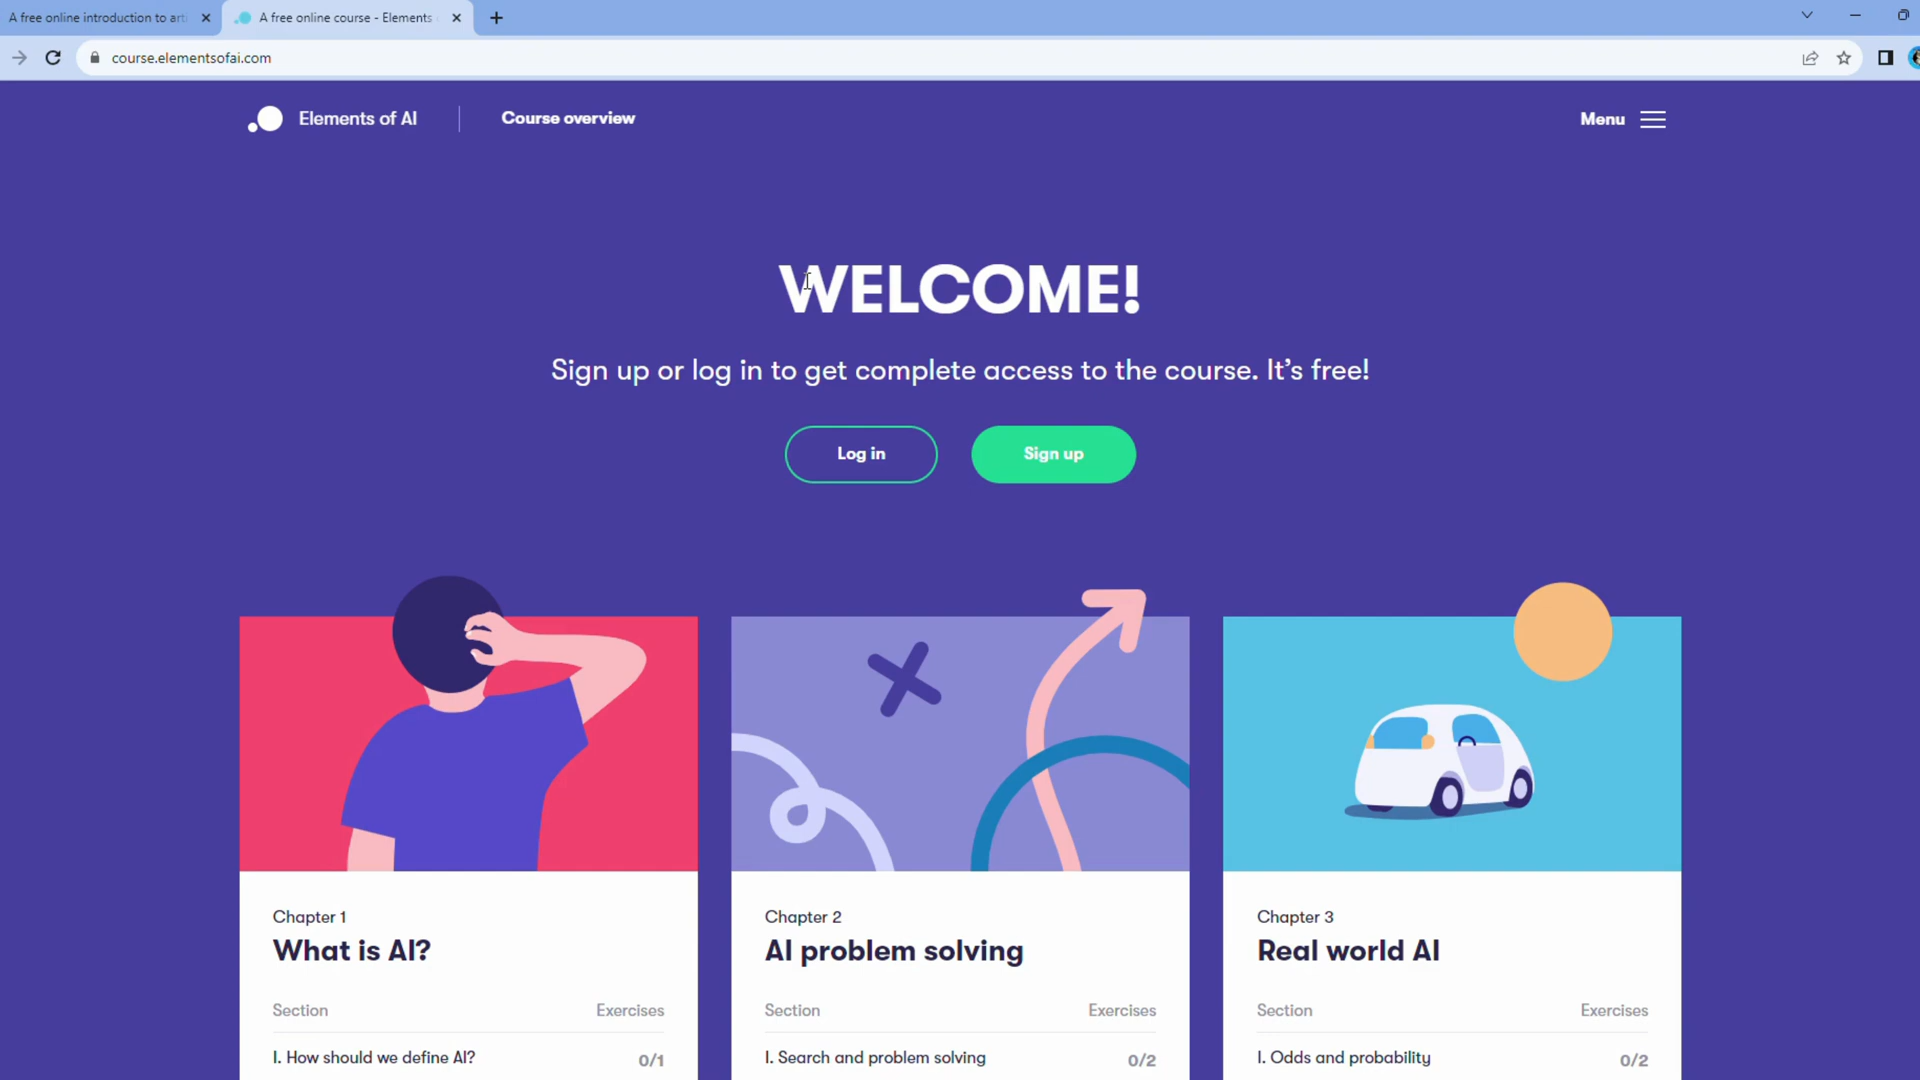 A free online introduction to arti
A free online course - Elements
course.elementsofai.com
Elements of AI
Course overview
Menu
WELCOME!
Sign up or log in to get complete access to the course. It’s free!
Log in
Sign up
Chapter 1
What is AI?
Section Exercises
I. How should we define AI? 0/1
Chapter 2
AI problem solving
Section Exercises
I. Search and problem solving 0/2
Chapter 3
Real world AI
Section Exercises
I. Odds and probability 0/2